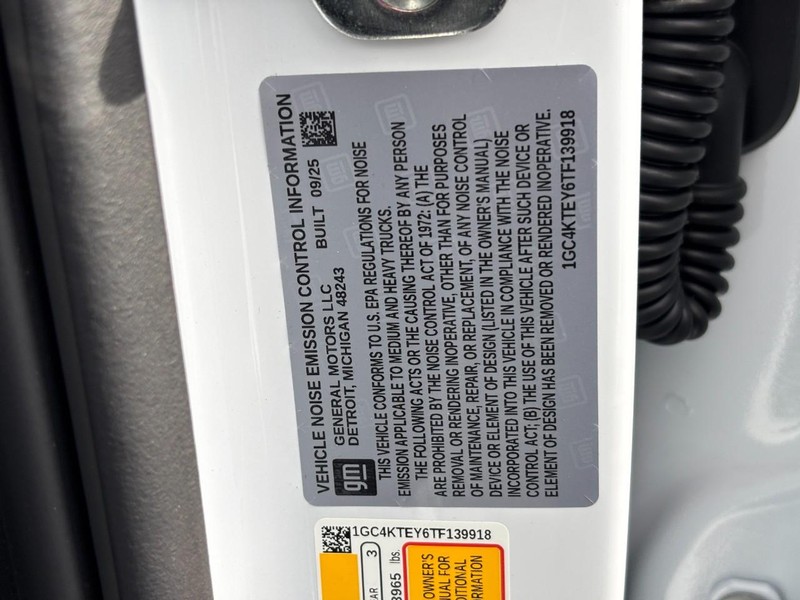 VEHICLE NOISE EMISSION CONTROL INFORMATION
gm
GENERAL MOTORS LLC
DETROIT, MICHIGAN 48243
BUILT 09/25
THIS VEHICLE CONFORMS TO U.S. EPA REGULATIONS FOR NOISE
EMISSION APPLICABLE TO MEDIUM AND HEAVY TRUCKS.
THE FOLLOWING ACTS OR THE CAUSING THEREOF BY ANY PERSON
ARE PROHIBITED BY THE NOISE CONTROL ACT OF 1972: (A) THE
REMOVAL OR RENDERING INOPERATIVE, OTHER THAN FOR PURPOSES
OF MAINTENANCE, REPAIR, OR REPLACEMENT, OF ANY NOISE CONTROL
DEVICE OR ELEMENT OF DESIGN (LISTED IN THE OWNER'S MANUAL)
INCORPORATED INTO THIS VEHICLE IN COMPLIANCE WITH THE NOISE
CONTROL ACT; (B) THE USE OF THIS VEHICLE AFTER SUCH DEVICE OR
ELEMENT OF DESIGN HAS BEEN REMOVED OR RENDERED INOPERATIVE.
1GC4KTEY6TF139918
1GC4KTEY6TF139918
3
3965 lbs.
OWNER'S